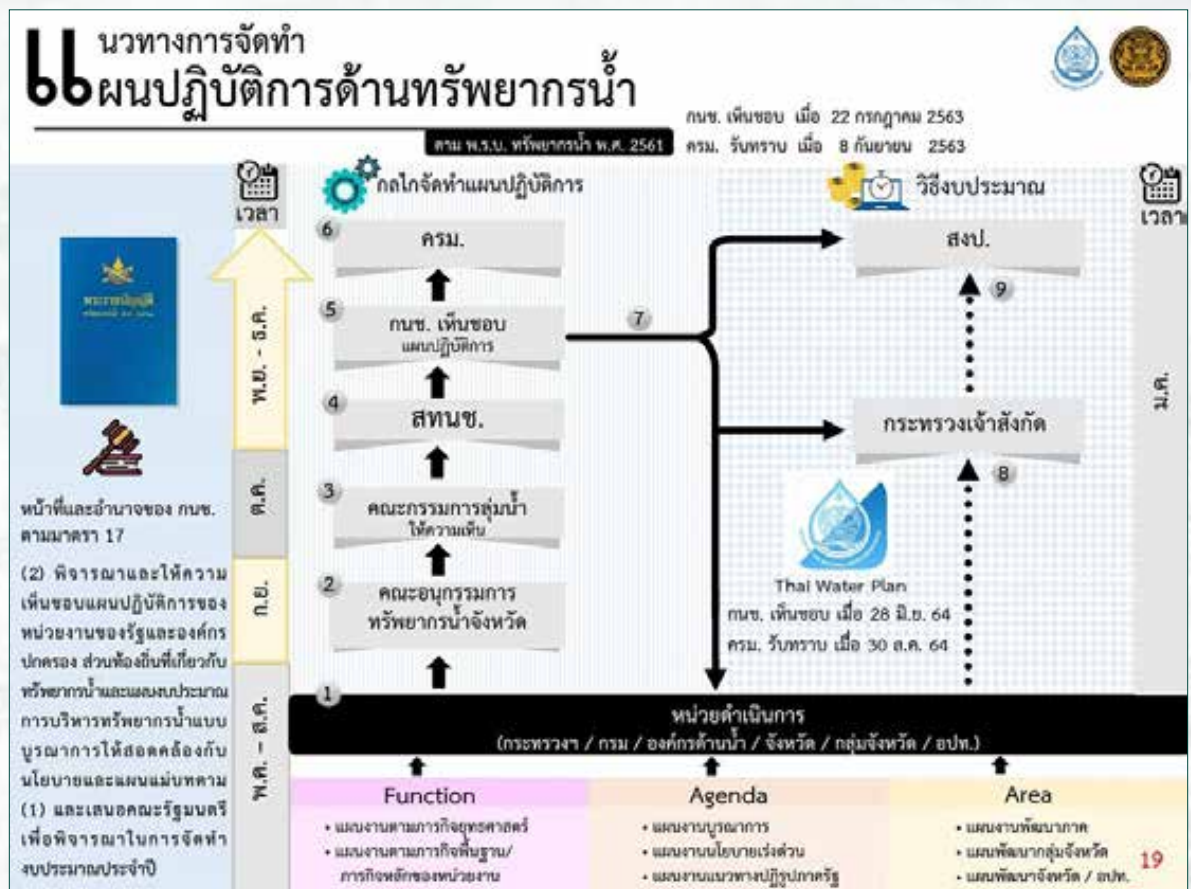 แนวทางการจัดทำ
แผนปฏิบัติการด้านทรัพยากรน้ำ
ตาม พ.ร.บ. ทรัพยากรน้ำ พ.ศ. 2561
กนช. เห็นชอบ เมื่อ 22 กรกฎาคม 2563
ครม. รับทราบ เมื่อ 8 กันยายน 2563
เวลา
กลไกจัดทำแผนปฏิบัติการ
วิธีงบประมาณ
เวลา
พ.ย. - ธ.ค.
ต.ค.
ก.ย.
พ.ค. – ส.ค.
ม.ค.
พระราชบัญญัติ
หน้าที่และอำนาจของ กนช.
ตามมาตรา 17
(2) พิจารณาและให้ความ
เห็นชอบแผนปฏิบัติการของ
หน่วยงานของรัฐและองค์กร
ปกครอง ส่วนท้องถิ่นที่เกี่ยวกับ
ทรัพยากรน้ำและแผนงบประมาณ
การบริหารทรัพยากรน้ำแบบ
บูรณาการให้สอดคล้องกับ
นโยบายและแผนแม่บทตาม
(1) และเสนอคณะรัฐมนตรี
เพื่อพิจารณาในการจัดทำ
งบประมาณประจำปี
6
ครม.
5
กนช. เห็นชอบ
แผนปฏิบัติการ
4
สทนช.
3
คณะกรรมการลุ่มน้ำ
ให้ความเห็น
2
คณะอนุกรรมการ
ทรัพยากรน้ำจังหวัด
1
7
สงป.
9
กระทรวงเจ้าสังกัด
8
Thai Water Plan
กนช. เห็นชอบ เมื่อ 28 มิ.ย. 64
ครม. รับทราบ เมื่อ 30 ส.ค. 64
หน่วยดำเนินการ
(กระทรวงฯ / กรม / องค์กรด้านน้ำ / จังหวัด / กลุ่มจังหวัด / อปท.)
Function
• แผนงานตามภารกิจยุทธศาสตร์
• แผนงานตามภารกิจพื้นฐาน/
ภารกิจหลักของหน่วยงาน
Agenda
• แผนงานบูรณาการ
• แผนงานนโยบายเร่งด่วน
• แผนงานแนวทางปฏิรูปภาครัฐ
Area
• แผนงานพัฒนาภาค
• แผนพัฒนากลุ่มจังหวัด
• แผนพัฒนาจังหวัด / อปท.
19